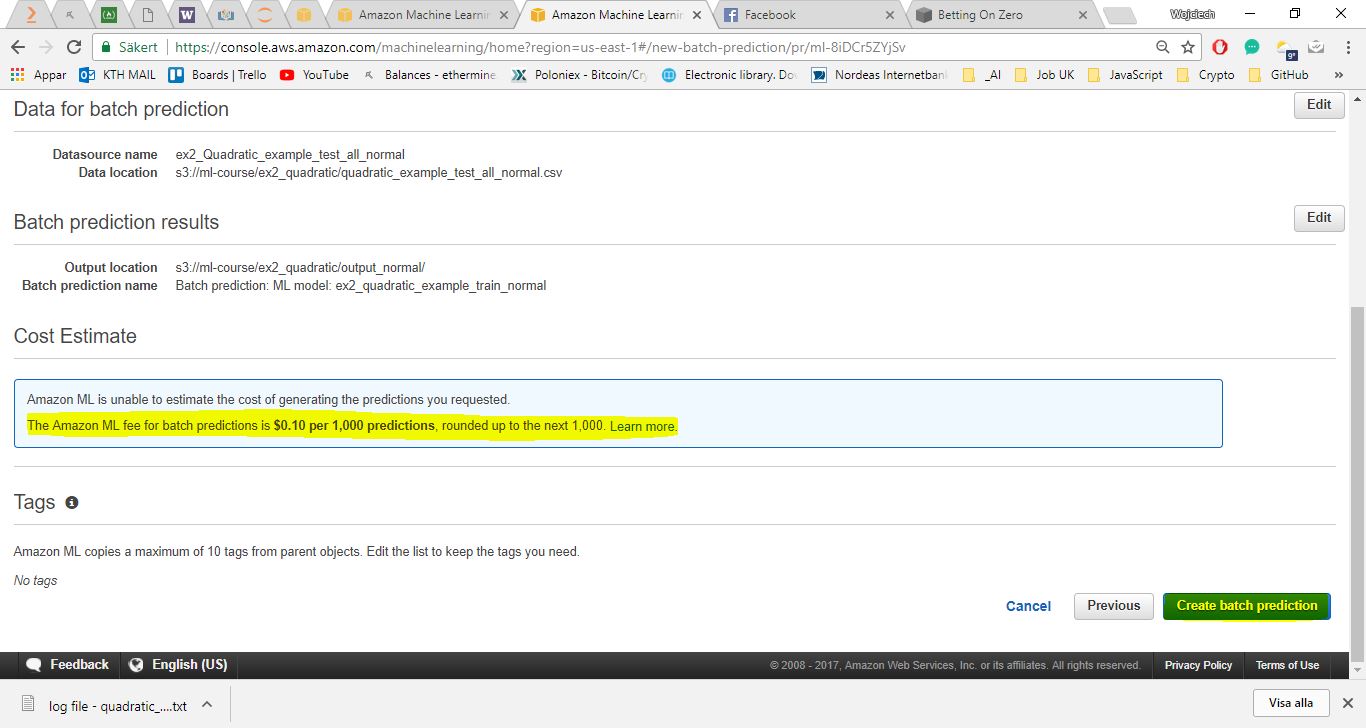 Amazon Machine Learnin
Amazon Machine Learnin
Facebook
Betting On Zero
Wojciech
Säkert
https://console.aws.amazon.com/machinelearning/home?region=us-east-1#/new-batch-prediction/pr/ml-8iDCr5ZYjSv
Appar
KTH MAIL
Boards | Trello
YouTube
Balances - ethermine
Poloniex - Bitcoin/Cry
Electronic library. Do
Nordeas Internetban
_AI
Job UK
JavaScript
Crypto
GitHub
»
Data for batch prediction
Edit
Datasource name ex2_Quadratic_example_test_all_normal
Data location s3://ml-course/ex2_quadratic/quadratic_example_test_all_normal.csv
Batch prediction results
Edit
Output location s3://ml-course/ex2_quadratic/output_normal/
Batch prediction name Batch prediction: ML model: ex2_quadratic_example_train_normal
Cost Estimate
Amazon ML is unable to estimate the cost of generating the predictions you requested.
The Amazon ML fee for batch predictions is $0.10 per 1,000 predictions, rounded up to the next 1,000. Learn more.
Tags
Amazon ML copies a maximum of 10 tags from parent objects. Edit the list to keep the tags you need.
No tags
Cancel
Previous
Create batch prediction
Feedback
English (US)
© 2008 - 2017, Amazon Web Services, Inc. or its affiliates. All rights reserved.
Privacy Policy
Terms of Use
log file - quadratic_....txt
Visa alla